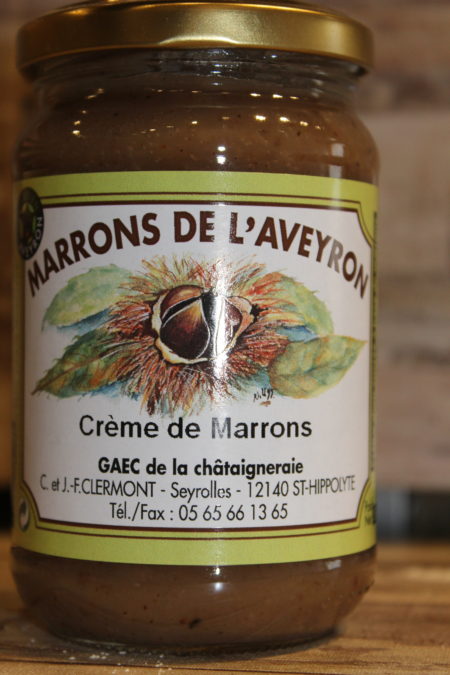 MARRONS DE L'AVEYRON
Crème de Marrons
GAEC de la châtaigneraie
C. et J.-F.CLERMONT - Seyrolles - 12140 ST-HIPPOLYTE
Tél./Fax : 05 65 66 13 65